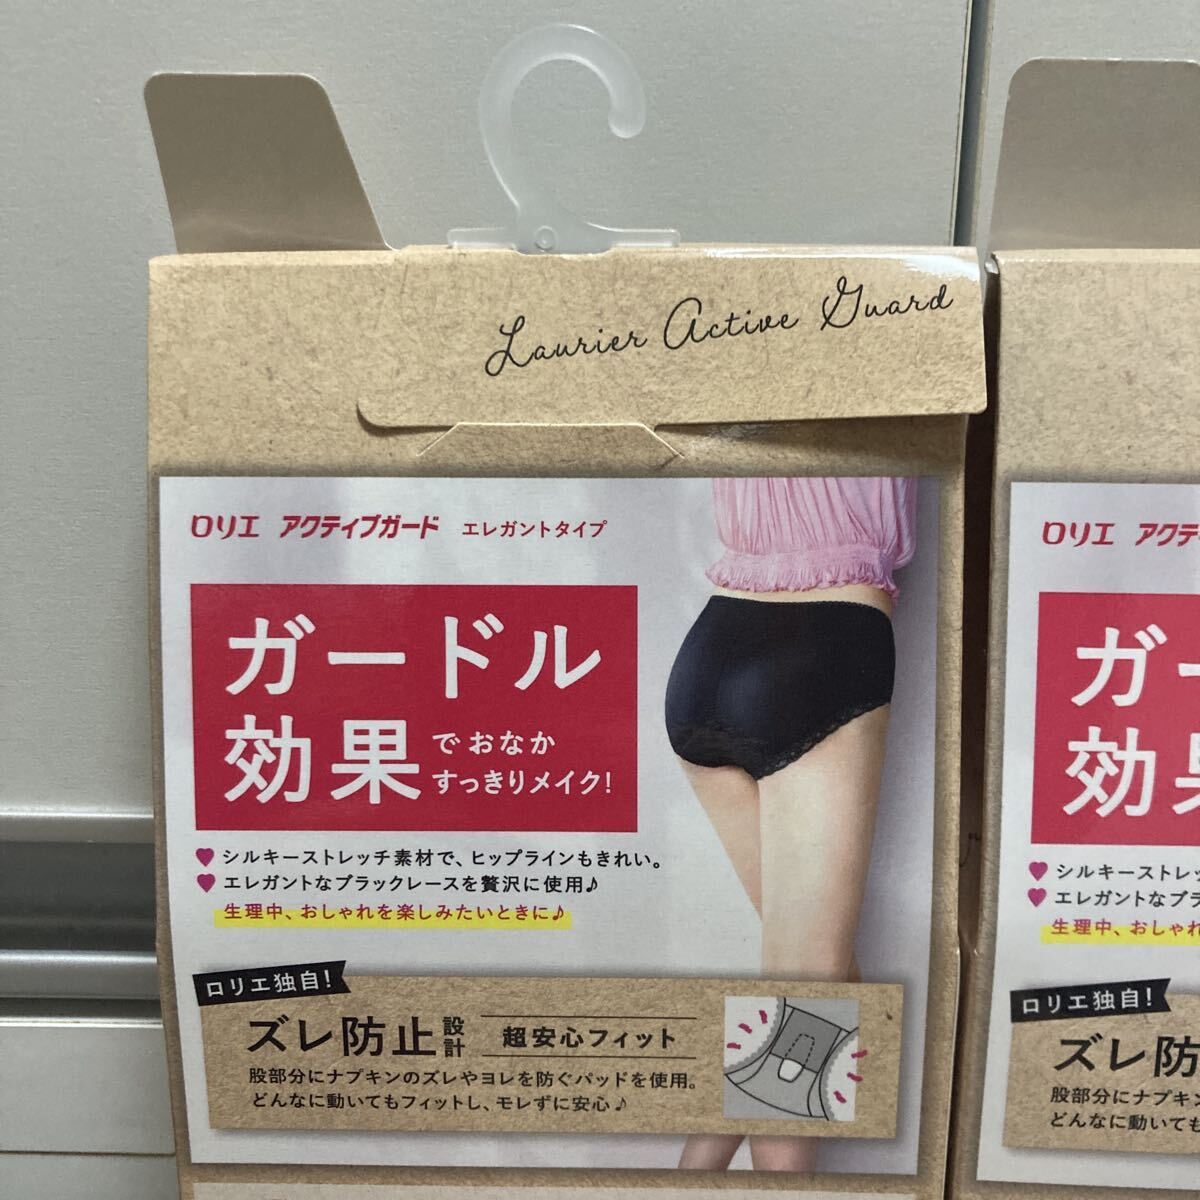 Laurier Active Guard
ロリエ アクティブガード エレガントタイプ
ガードル
効果でおなか
すっきりメイク!
シルキーストレッチ素材で、ヒップラインもきれい。
エレガントなブラックレースを贅沢に使用♪
生理中、おしゃれを楽しみたいときに♪
ロリエ独自!
ズレ防止設計 超安心フィット
股部分にナプキンのズレやヨレを防ぐパッドを使用。
どんなに動いてもフィットし、モレずに安心♪
ロリエ アクテ
ガー
効果
シルキーストレッ
エレガントなブラ
生理中、おしゃれ
ロリエ独自!
ズレ防
股部分にナプキン
どんなに動いても